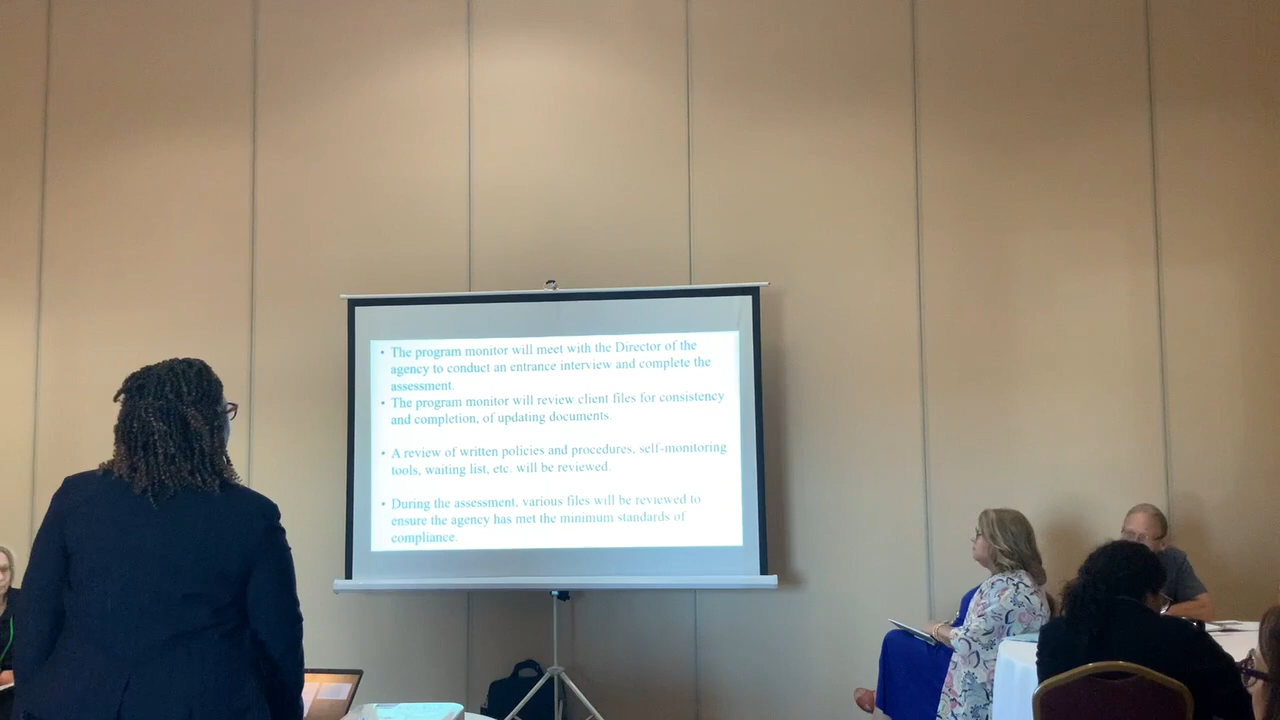 • The program monitor will meet with the Director of the
agency to conduct an entrance interview and complete the
assessment.
• The program monitor will review client files for consistency
and completion, of updating documents.
• A review of written policies and procedures, self-monitoring
tools, waiting list, etc. will be reviewed.
• During the assessment, various files will be reviewed to
ensure the agency has met the minimum standards of
compliance.